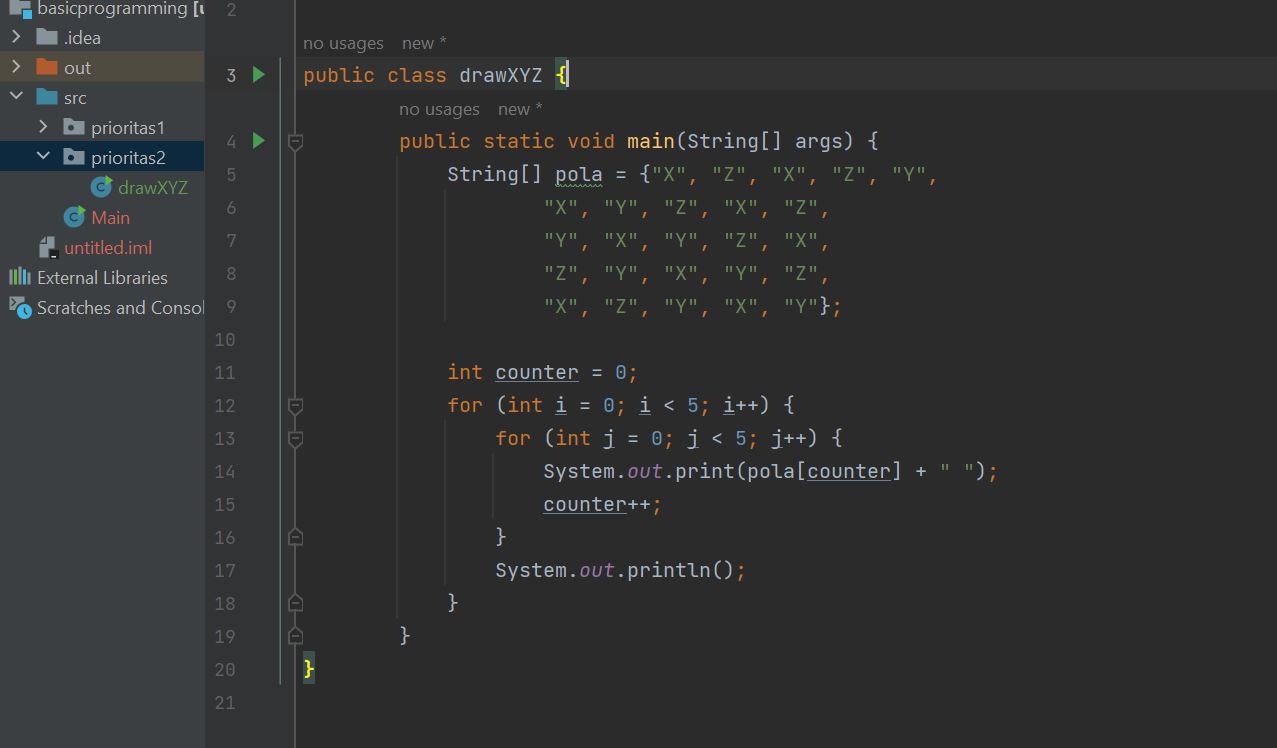 basicprogramming [u
.idea
out
src
prioritas1
prioritas2
drawXYZ
Main
untitled.iml
External Libraries
Scratches and Consol
2
no usages new *
3 public class drawXYZ {
no usages new *
4 public static void main(String[] args) {
5 String[] pola = {"X", "Z", "X", "Z", "Y",
6 "X", "Y", "Z", "X", "Z",
7 "Y", "X", "Y", "Z", "X",
8 "Z", "Y", "X", "Y", "Z",
9 "X", "Z", "Y", "X", "Y"};
10
11 int counter = 0;
12 for (int i = 0; i < 5; i++) {
13 for (int j = 0; j < 5; j++) {
14 System.out.print(pola[counter] + " ");
15 counter++;
16 }
17 System.out.println();
18 }
19 }
20 }
21